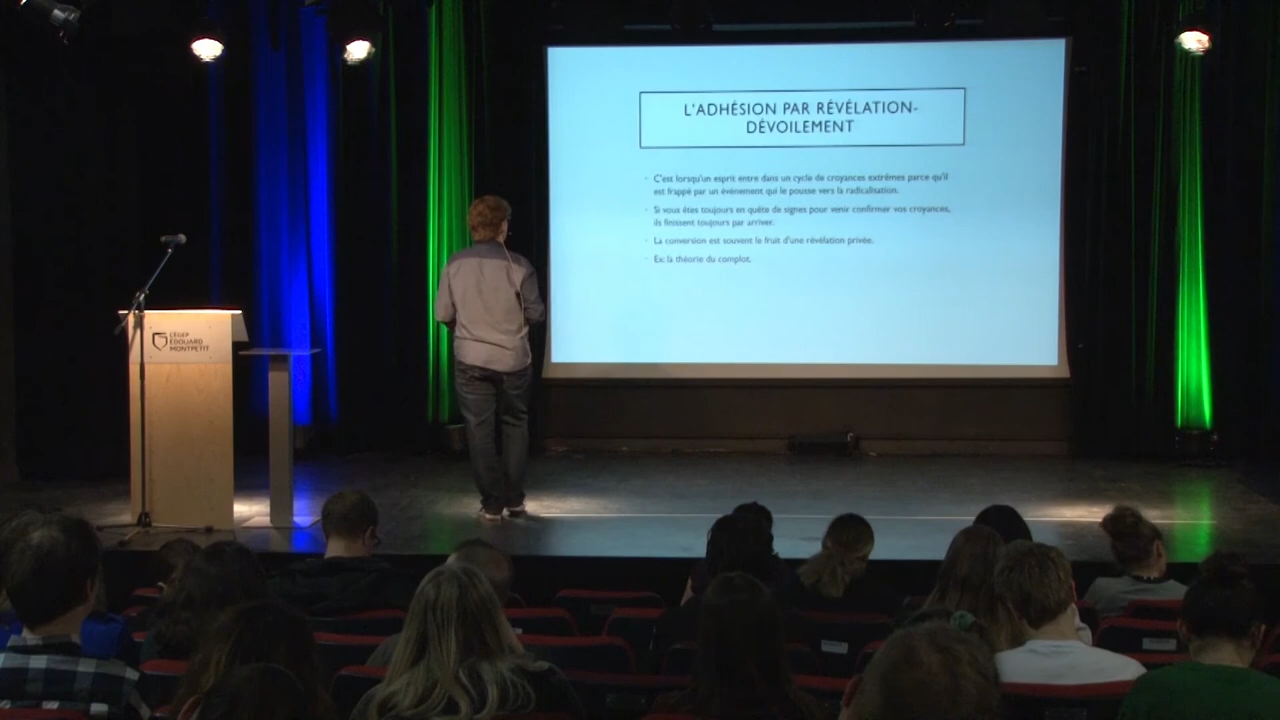 L'ADHÉSION PAR RÉVÉLATION-
DÉVOILEMENT
· C'est lorsqu'un esprit entre dans un cycle de croyances extrêmes parce qu'il
est frappé par un événement qui le pousse vers la radicalisation.
· Si vous êtes toujours en quête de signes pour venir confirmer vos croyances,
ils finissent toujours par arriver.
· La conversion est souvent le fruit d'une révélation privée.
· Ex: la théorie du complot.
CÉGEP
ÉDOUARD
MONTPETIT